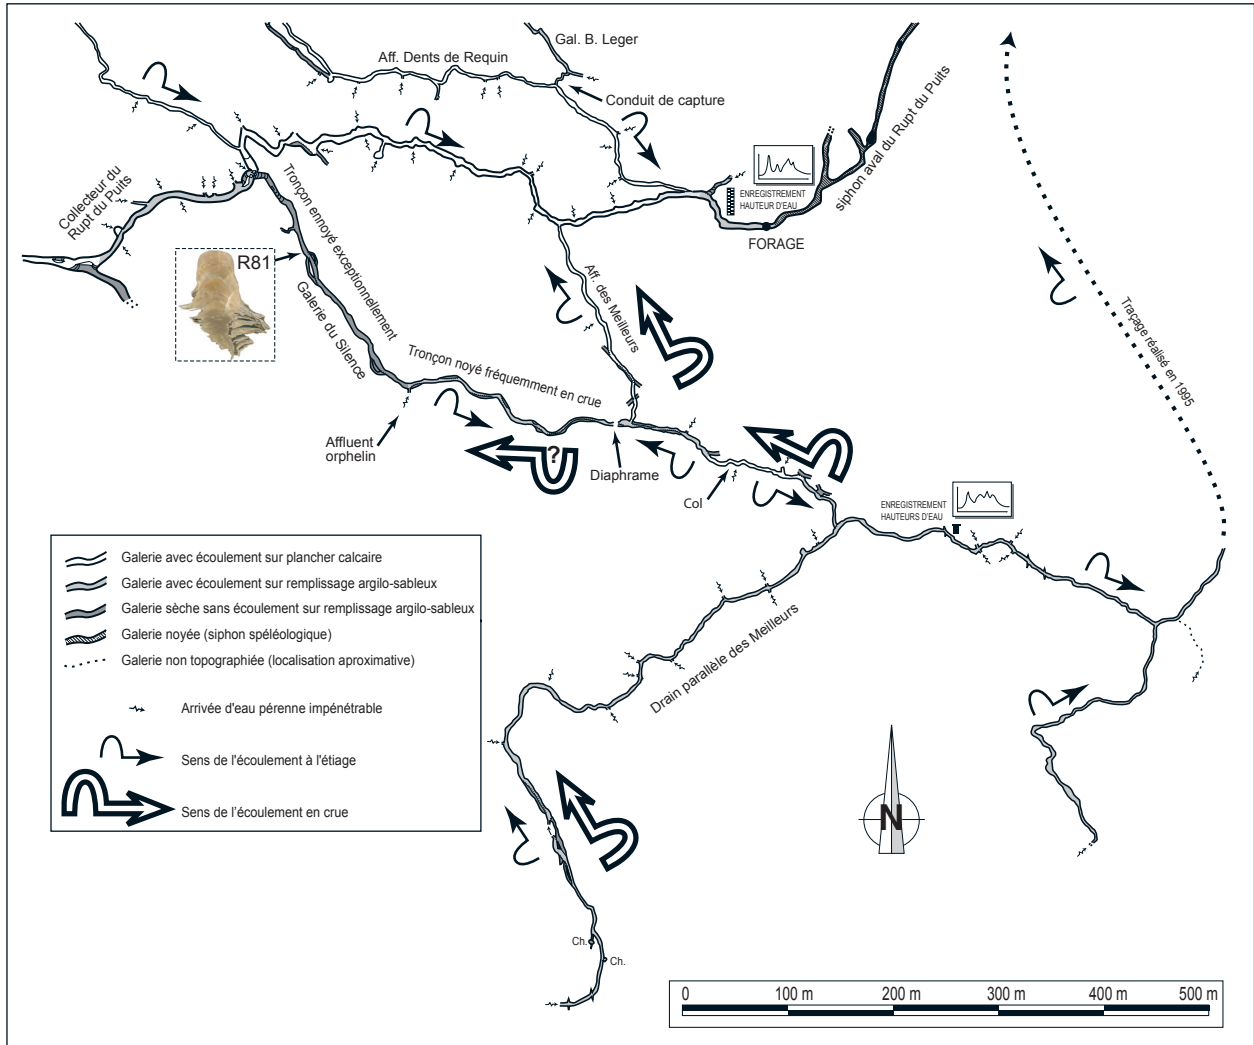 Gal. B. Leger
Aff. Dents de Requin
Conduit de capture
siphon aval du Rupt du Puits
ENREGISTREMENT
HAUTEUR D'EAU
FORAGE
Collecteur du
Rupt du Puits
Tronçon ennoyé exceptionnellement
R81
Galerie du Silence
Aff. des Meilleurs
Traçage réalisé en 1995
Tronçon noyé fréquemment en crue
Affluent
orphelin
?
Diaphrame
Col
ENREGISTREMENT
HAUTEURS D'EAU
Drain parallèle des Meilleurs
Galerie avec écoulement sur plancher calcaire
Galerie avec écoulement sur remplissage argilo-sableux
Galerie sèche sans écoulement sur remplissage argilo-sableux
Galerie noyée (siphon spéléologique)
Galerie non topographiée (localisation aproximative)
Arrivée d'eau pérenne impénétrable
Sens de l'écoulement à l'étiage
Sens de l'écoulement en crue
N
Ch.
Ch.
0 100 m 200 m 300 m 400 m 500 m